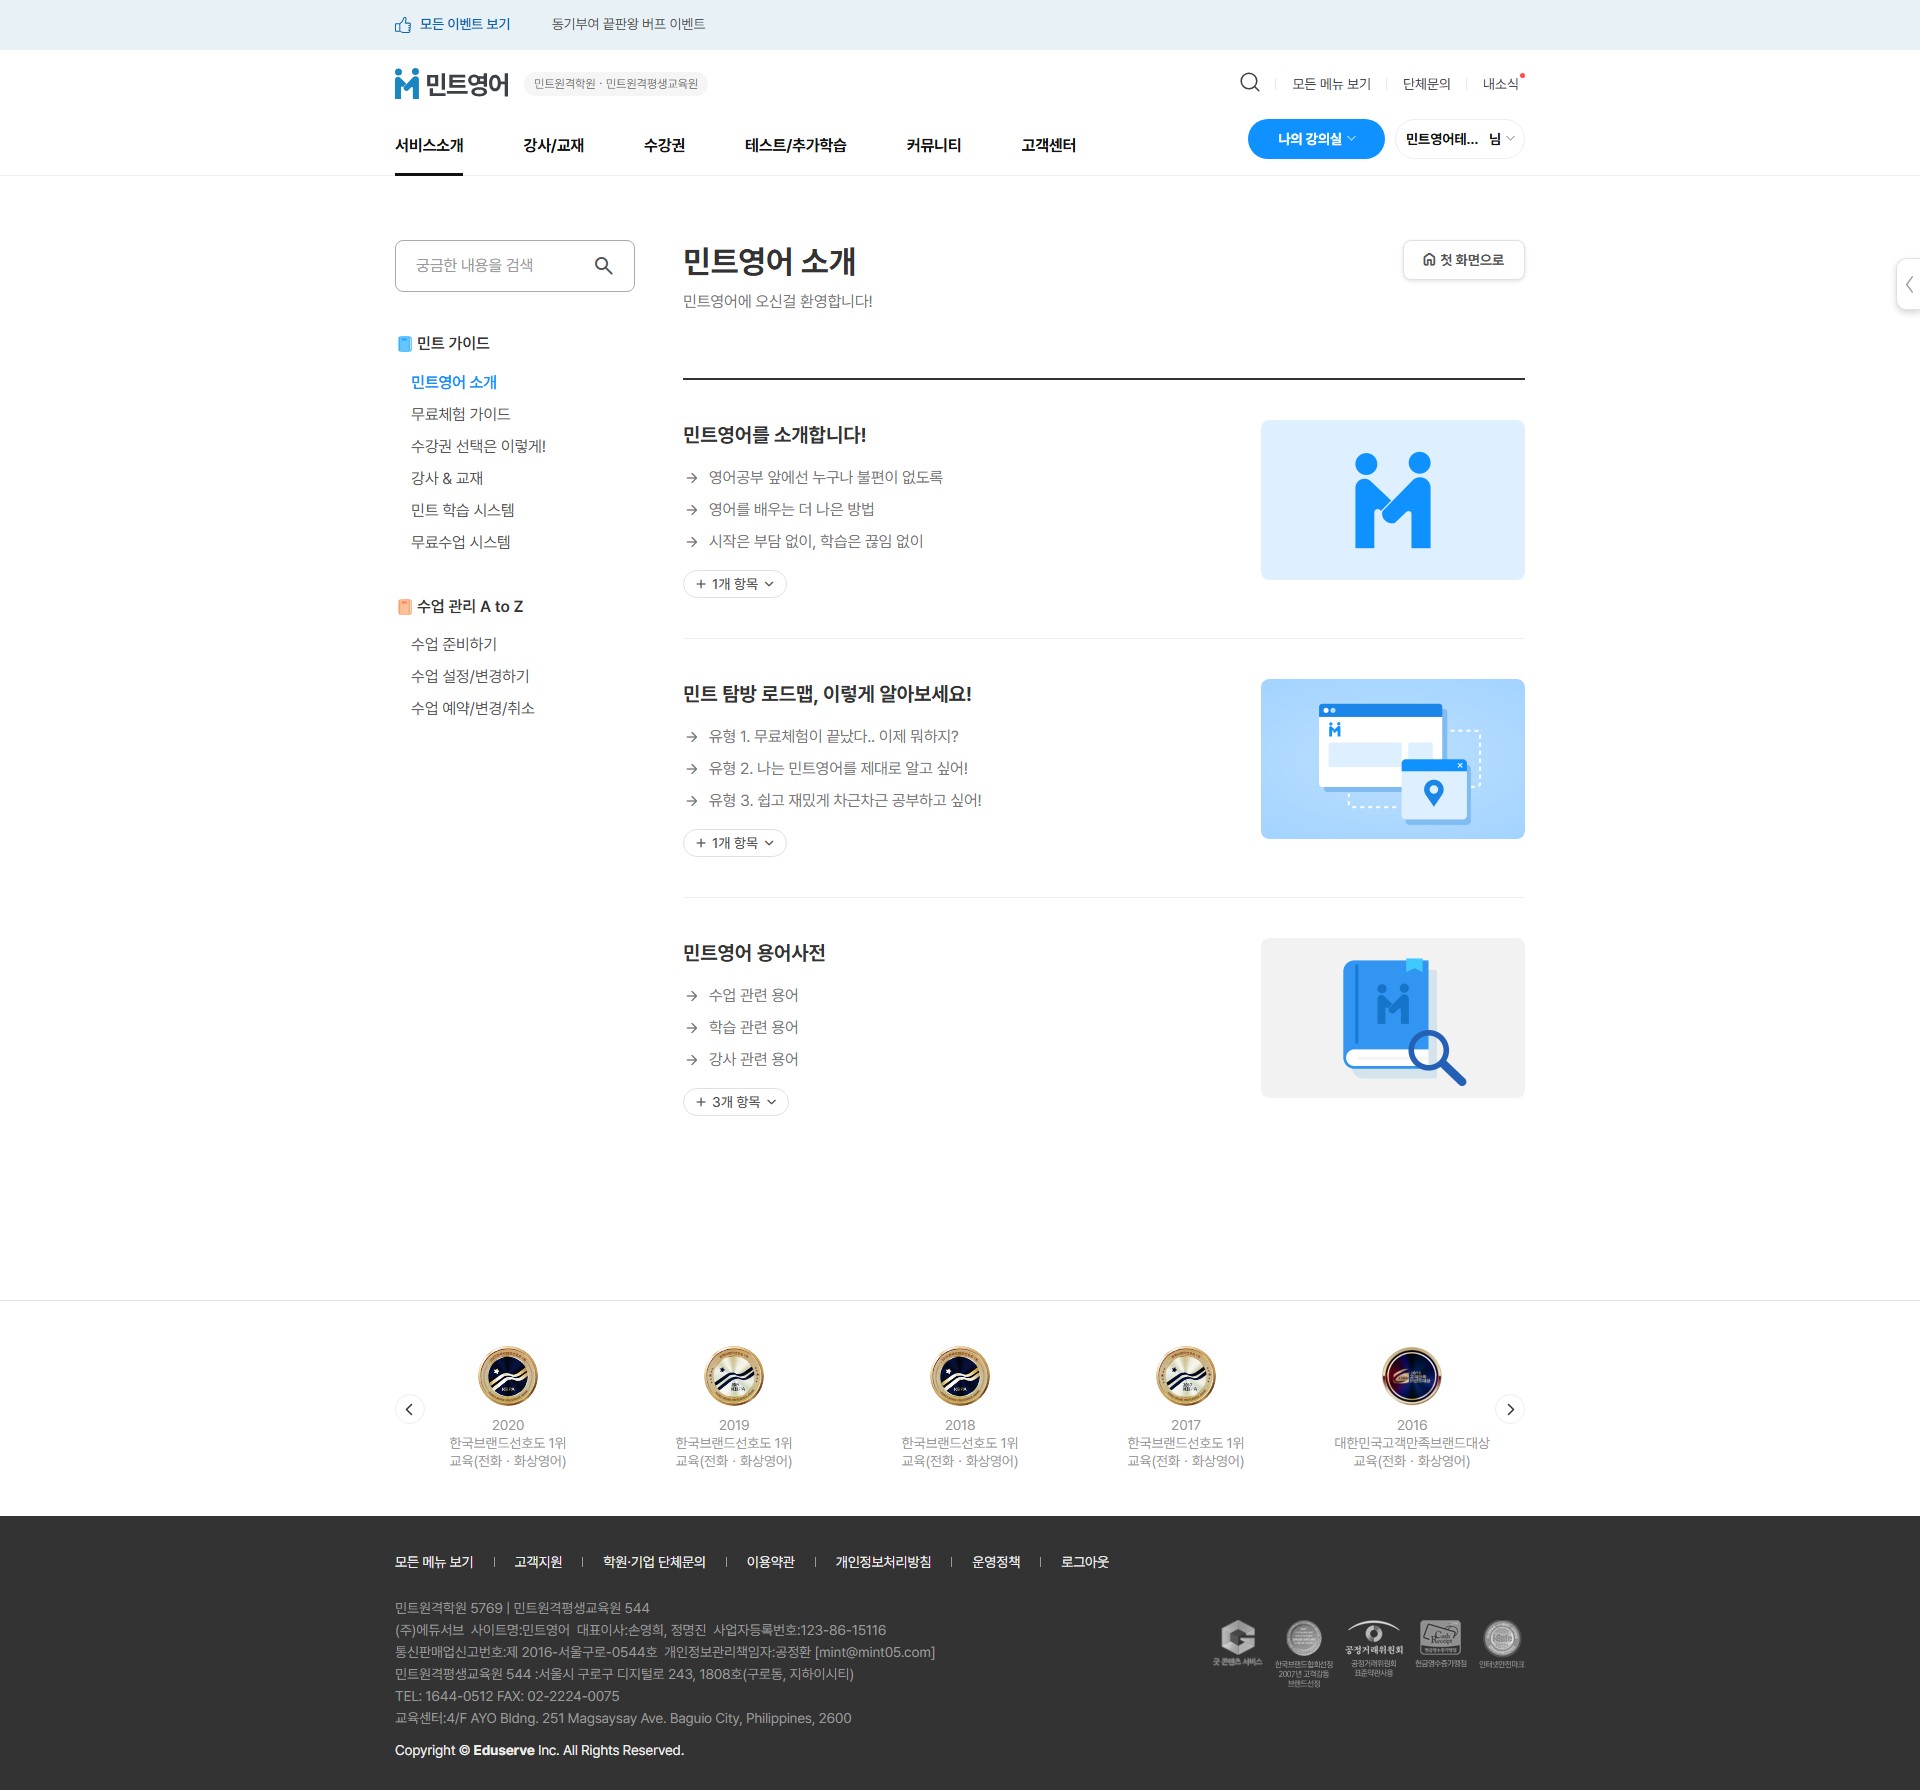 모든 이벤트 보기
동기부여 끝판왕 버프 이벤트
민트영어
민트원격학원 · 민트원격평생교육원
모든 메뉴 보기
단체문의
내소식
서비스소개
강사/교재
수강권
테스트/추가학습
커뮤니티
고객센터
나의 강의실
민트영어테... 님
궁금한 내용을 검색
민트 가이드
민트영어 소개
무료체험 가이드
수강권 선택은 이렇게!
강사 & 교재
민트 학습 시스템
무료수업 시스템
수업 관리 A to Z
수업 준비하기
수업 설정/변경하기
수업 예약/변경/취소
민트영어 소개
민트영어에 오신걸 환영합니다!
첫 화면으로
민트영어를 소개합니다!
영어공부 앞에선 누구나 불편이 없도록
영어를 배우는 더 나은 방법
시작은 부담 없이, 학습은 끊임 없이
1개 항목
민트 탐방 로드맵, 이렇게 알아보세요!
유형 1. 무료체험이 끝났다.. 이제 뭐하지?
유형 2. 나는 민트영어를 제대로 알고 싶어!
유형 3. 쉽고 재밌게 차근차근 공부하고 싶어!
1개 항목
민트영어 용어사전
수업 관련 용어
학습 관련 용어
강사 관련 용어
3개 항목
2020
한국브랜드선호도 1위
교육(전화 · 화상영어)
2019
한국브랜드선호도 1위
교육(전화 · 화상영어)
2018
한국브랜드선호도 1위
교육(전화 · 화상영어)
2017
한국브랜드선호도 1위
교육(전화 · 화상영어)
2016
대한민국고객만족브랜드대상
교육(전화 · 화상영어)
모든 메뉴 보기
고객지원
학원·기업 단체문의
이용약관
개인정보처리방침
운영정책
로그아웃
민트원격학원 5769 | 민트원격평생교육원 544
(주)에듀서브 사이트명:민트영어 대표이사:손영희, 정명진 사업자등록번호:123-86-15116
통신판매업신고번호:제 2016-서울구로-0544호 개인정보관리책임자:공정환 [mint@mint05.com]
민트원격평생교육원 544 :서울시 구로구 디지털로 243, 1808호(구로동, 지하이시티)
TEL: 1644-0512 FAX: 02-2224-0075
교육센터:4/F AYO Bldng. 251 Magsaysay Ave. Baguio City, Philippines, 2600
Copyright © Eduserve Inc. All Rights Reserved.
굿 콘텐츠 서비스
한국브랜드협회선정
2007년 고객감동
브랜드선정
공정거래위원회
공정거래위원회
표준약관사용
Cash Receipt
현금영수증가맹점
인터넷안전마크